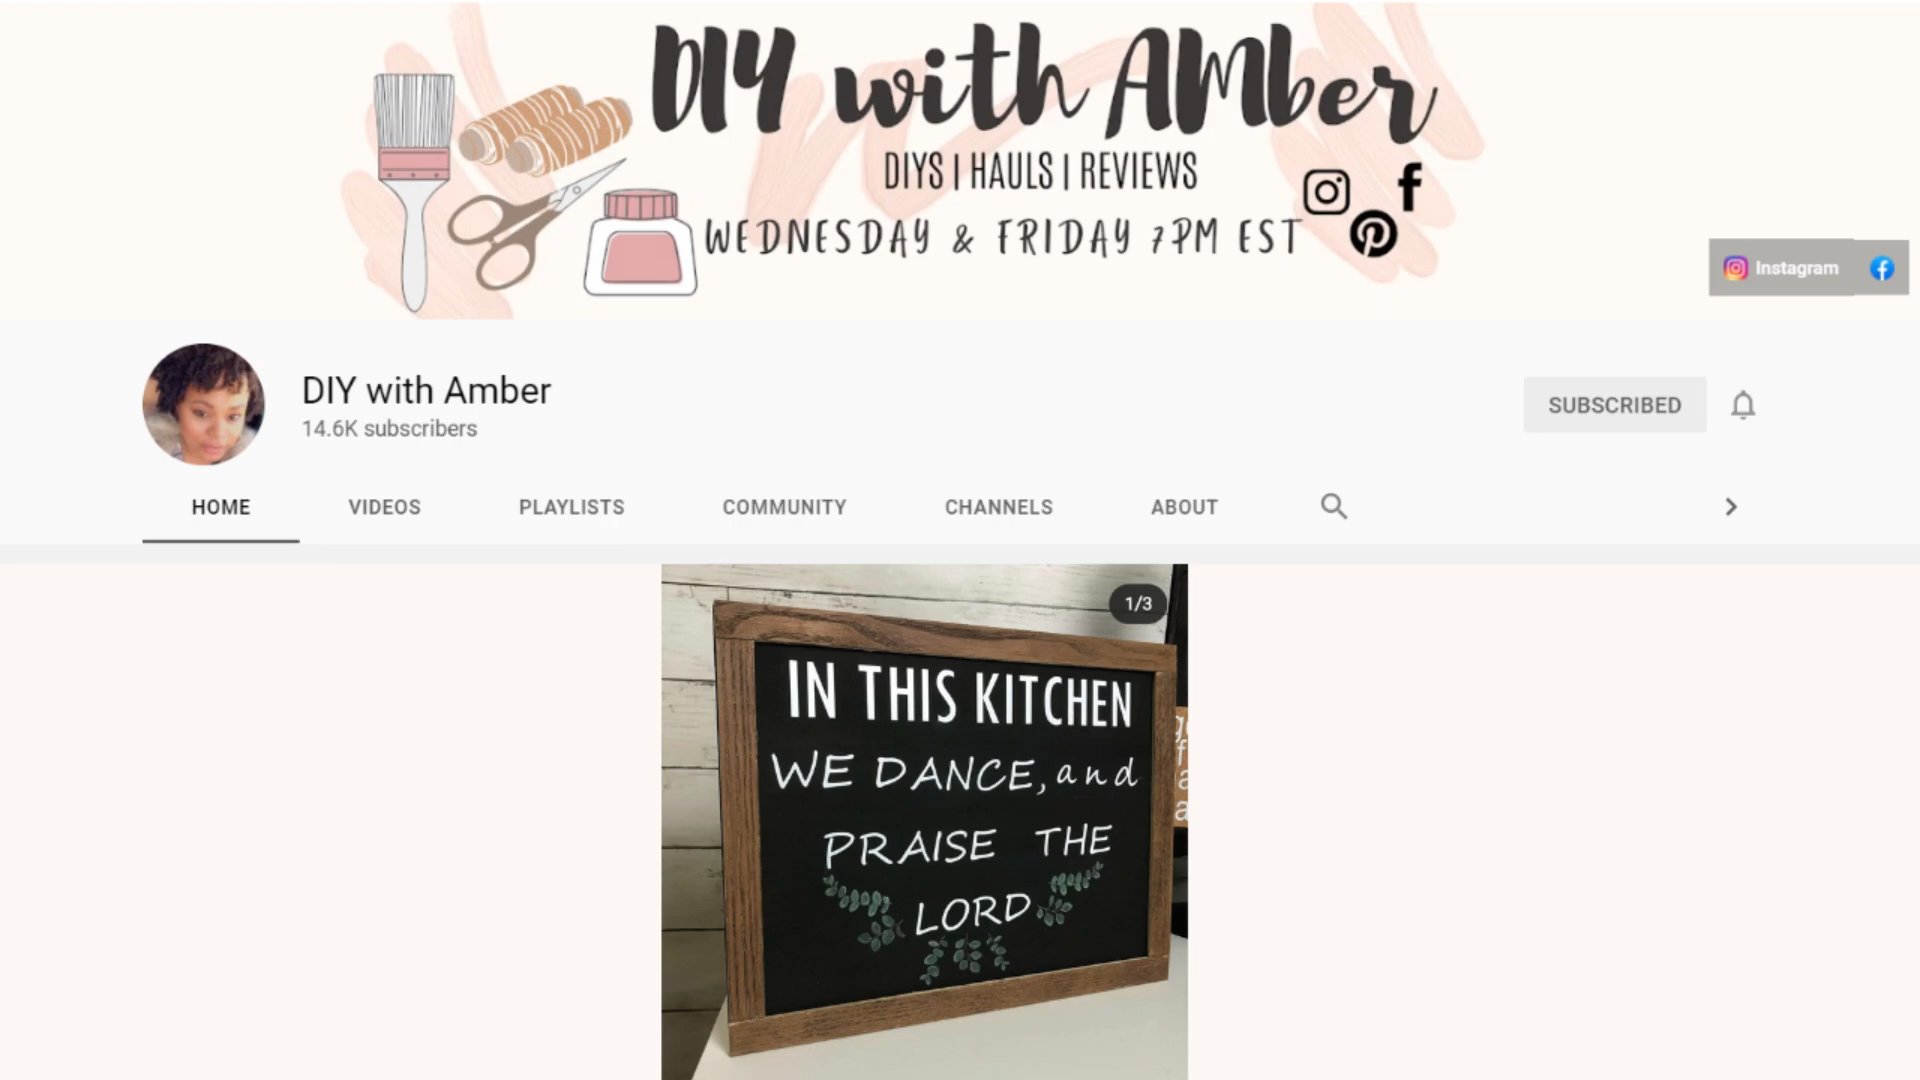 DIY with AMber
DIYS | HAULS | REVIEWS
WEDNESDAY & FRIDAY 7PM EST
Instagram
DIY with Amber
14.6K subscribers
SUBSCRIBED
HOME VIDEOS PLAYLISTS COMMUNITY CHANNELS ABOUT
1/3
IN THIS KITCHEN
WE DANCE, and
PRAISE THE
LORD